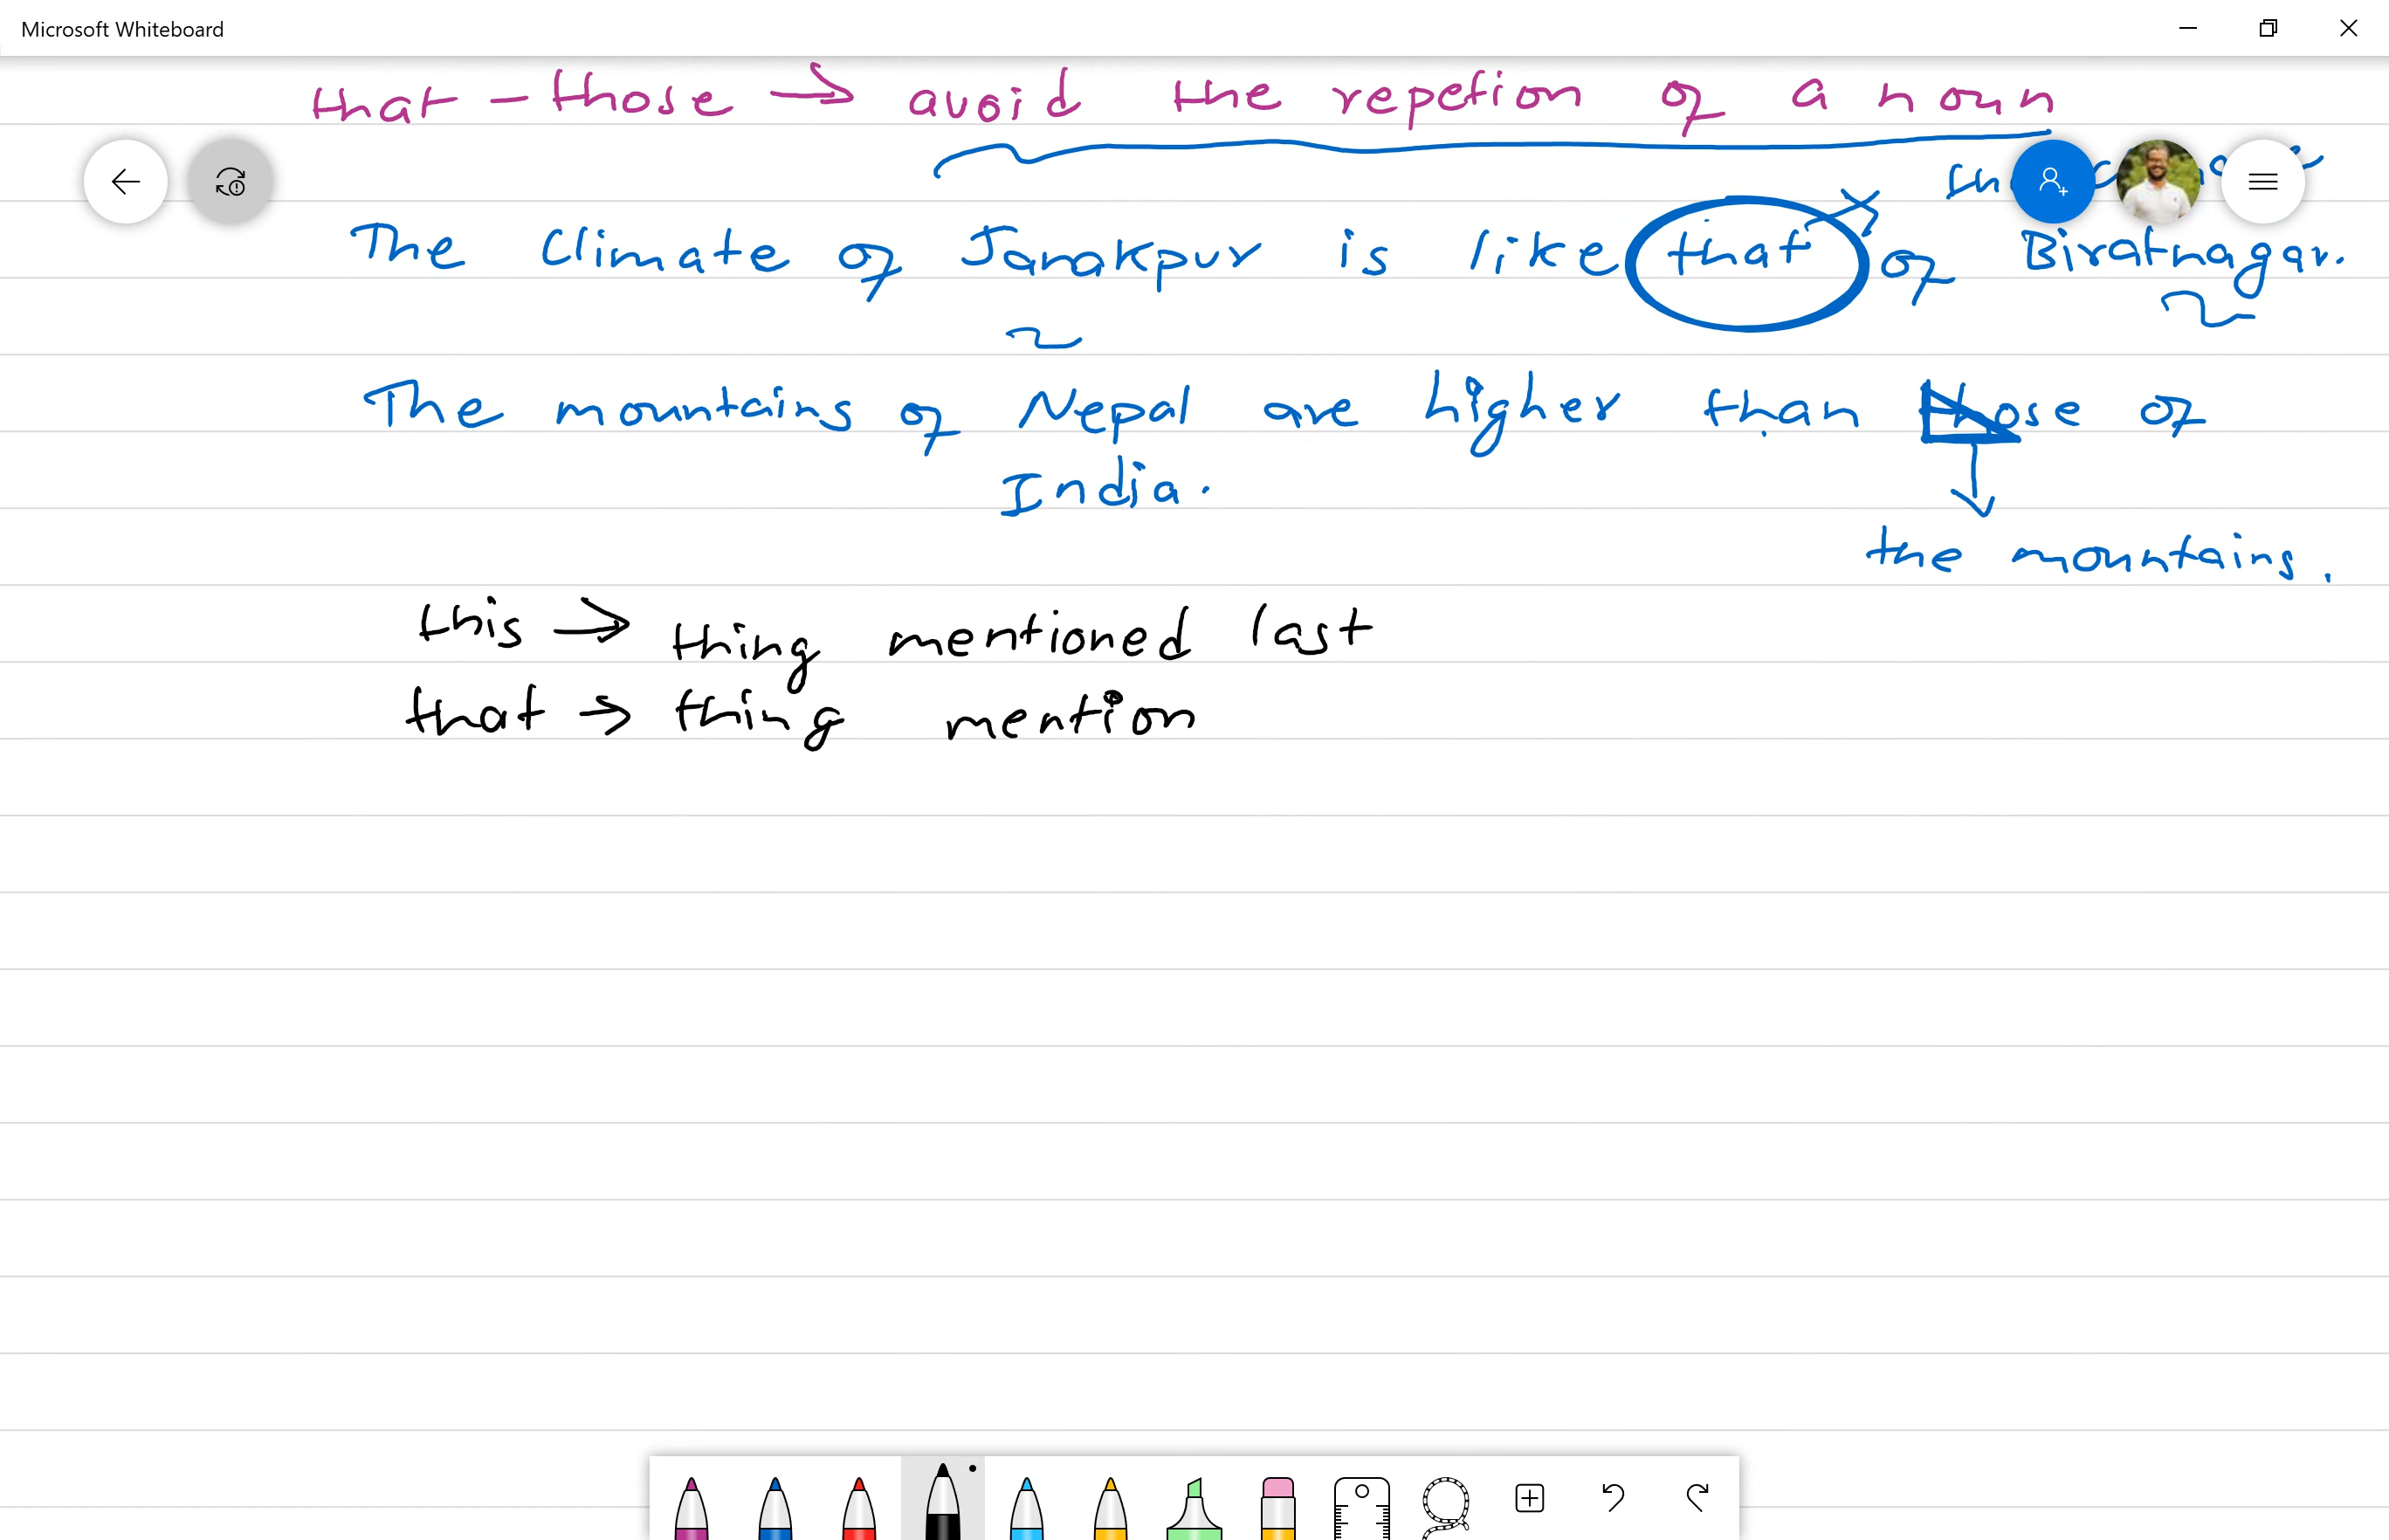 Microsoft Whiteboard
that - those → avoid the repetion of a noun
The Climate of Janakpur is like that of Biratnagar.
The mountains of Nepal are higher than those of
India.
the mountains.
this → thing mentioned last
that → thing mention